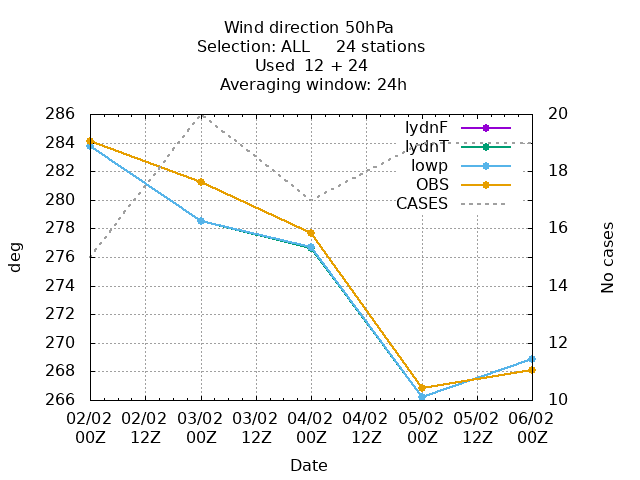 Wind direction 50hPa
Selection: ALL     24 stations
Used  12 + 24
Averaging window: 24h
286
284
282
280
278
276
274
272
270
268
266
deg
20
18
16
14
12
10
No cases
lydnF
lydnT
lowp
OBS
CASES
02/02 02/02 03/02 03/02 04/02 04/02 05/02 05/02 06/02
00Z 12Z 00Z 12Z 00Z 12Z 00Z 12Z 00Z
Date